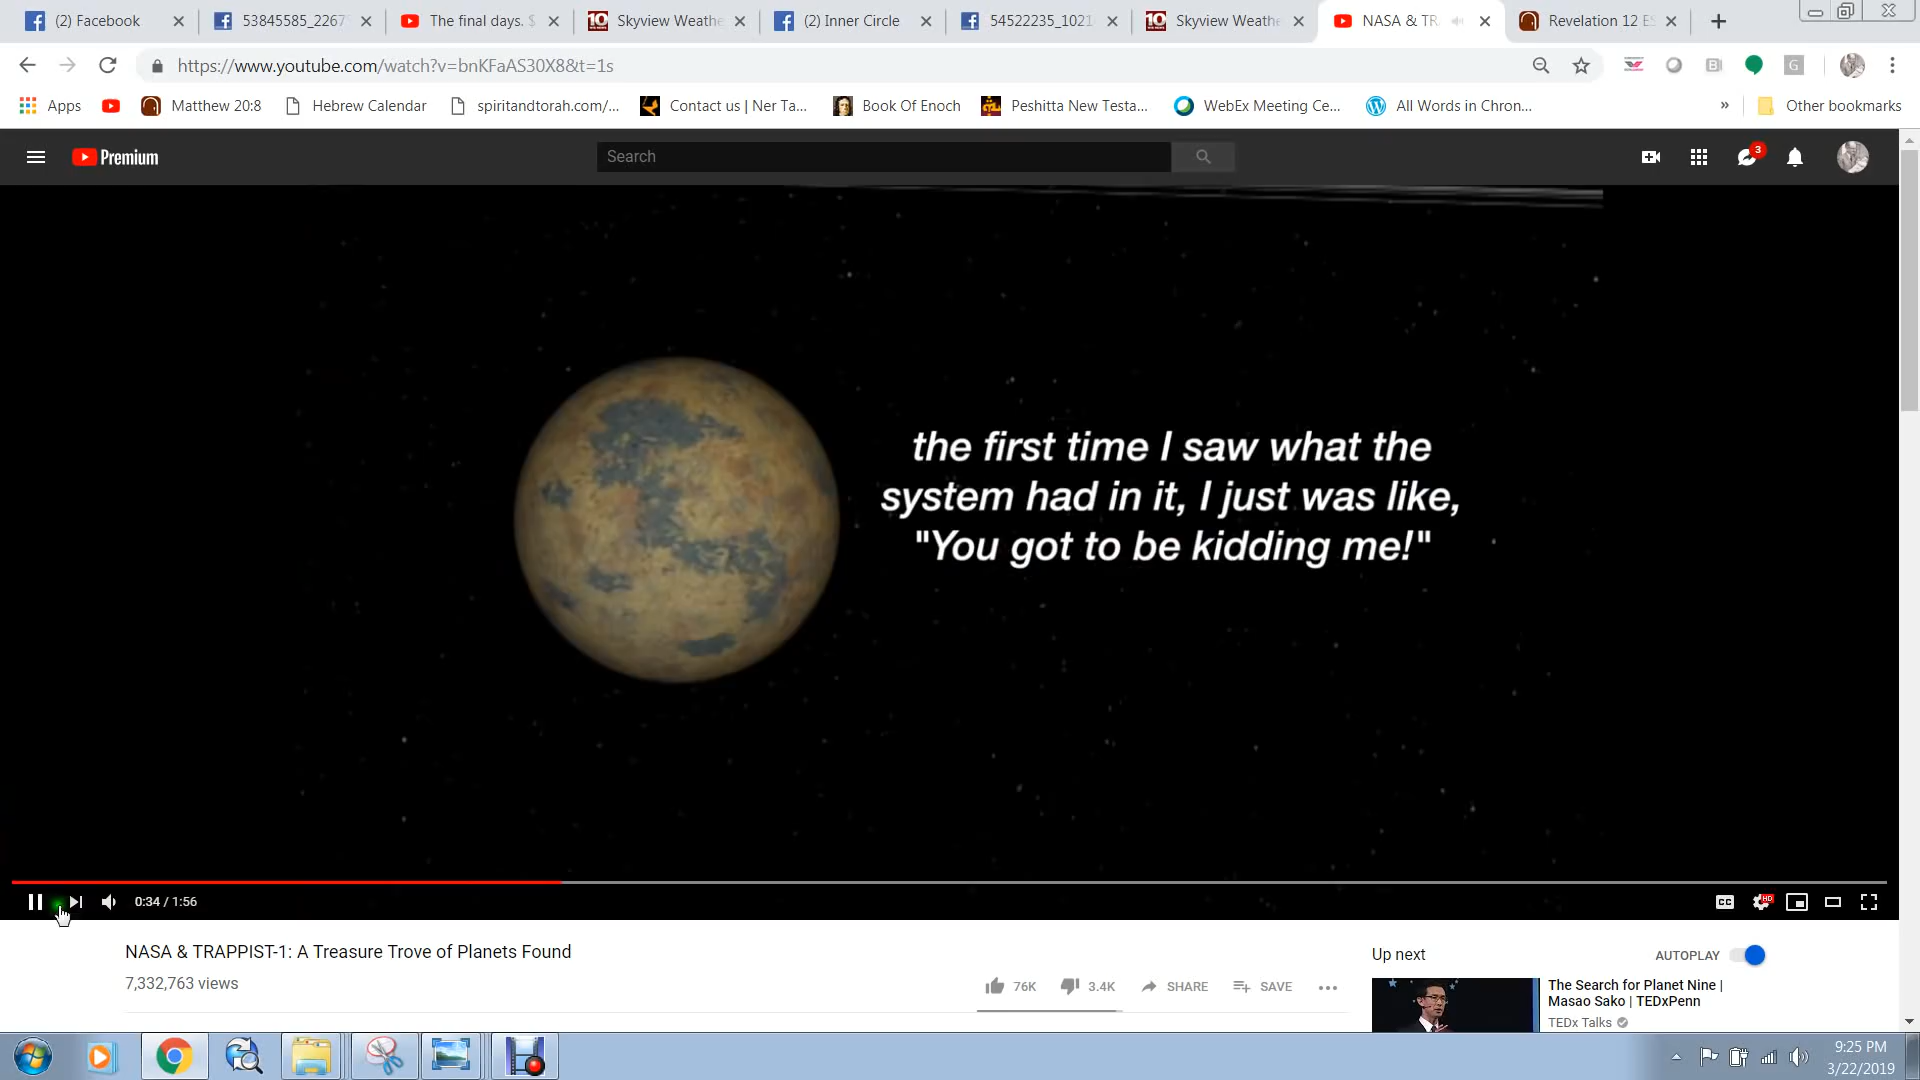 (2) Facebook
53845585_2267
The final days. S
Skyview Weathe
(2) Inner Circle
54522235_1021
Skyview Weathe
NASA & TR
Revelation 12 ES
https://www.youtube.com/watch?v=bnKFaAS30X8&t=1s
Apps
Matthew 20:8
Hebrew Calendar
spiritandtorah.com/...
Contact us | Ner Ta...
Book Of Enoch
Peshitta New Testa...
WebEx Meeting Ce...
All Words in Chron...
»
Other bookmarks
Premium
Search
3
the first time I saw what the
system had in it, I just was like,
"You got to be kidding me!"
0:34 / 1:56
CC
HD
NASA & TRAPPIST-1: A Treasure Trove of Planets Found
7,332,763 views
76K
3.4K
SHARE
SAVE
Up next
AUTOPLAY
The Search for Planet Nine |
Masao Sako | TEDxPenn
TEDx Talks
9:25 PM
3/22/2019